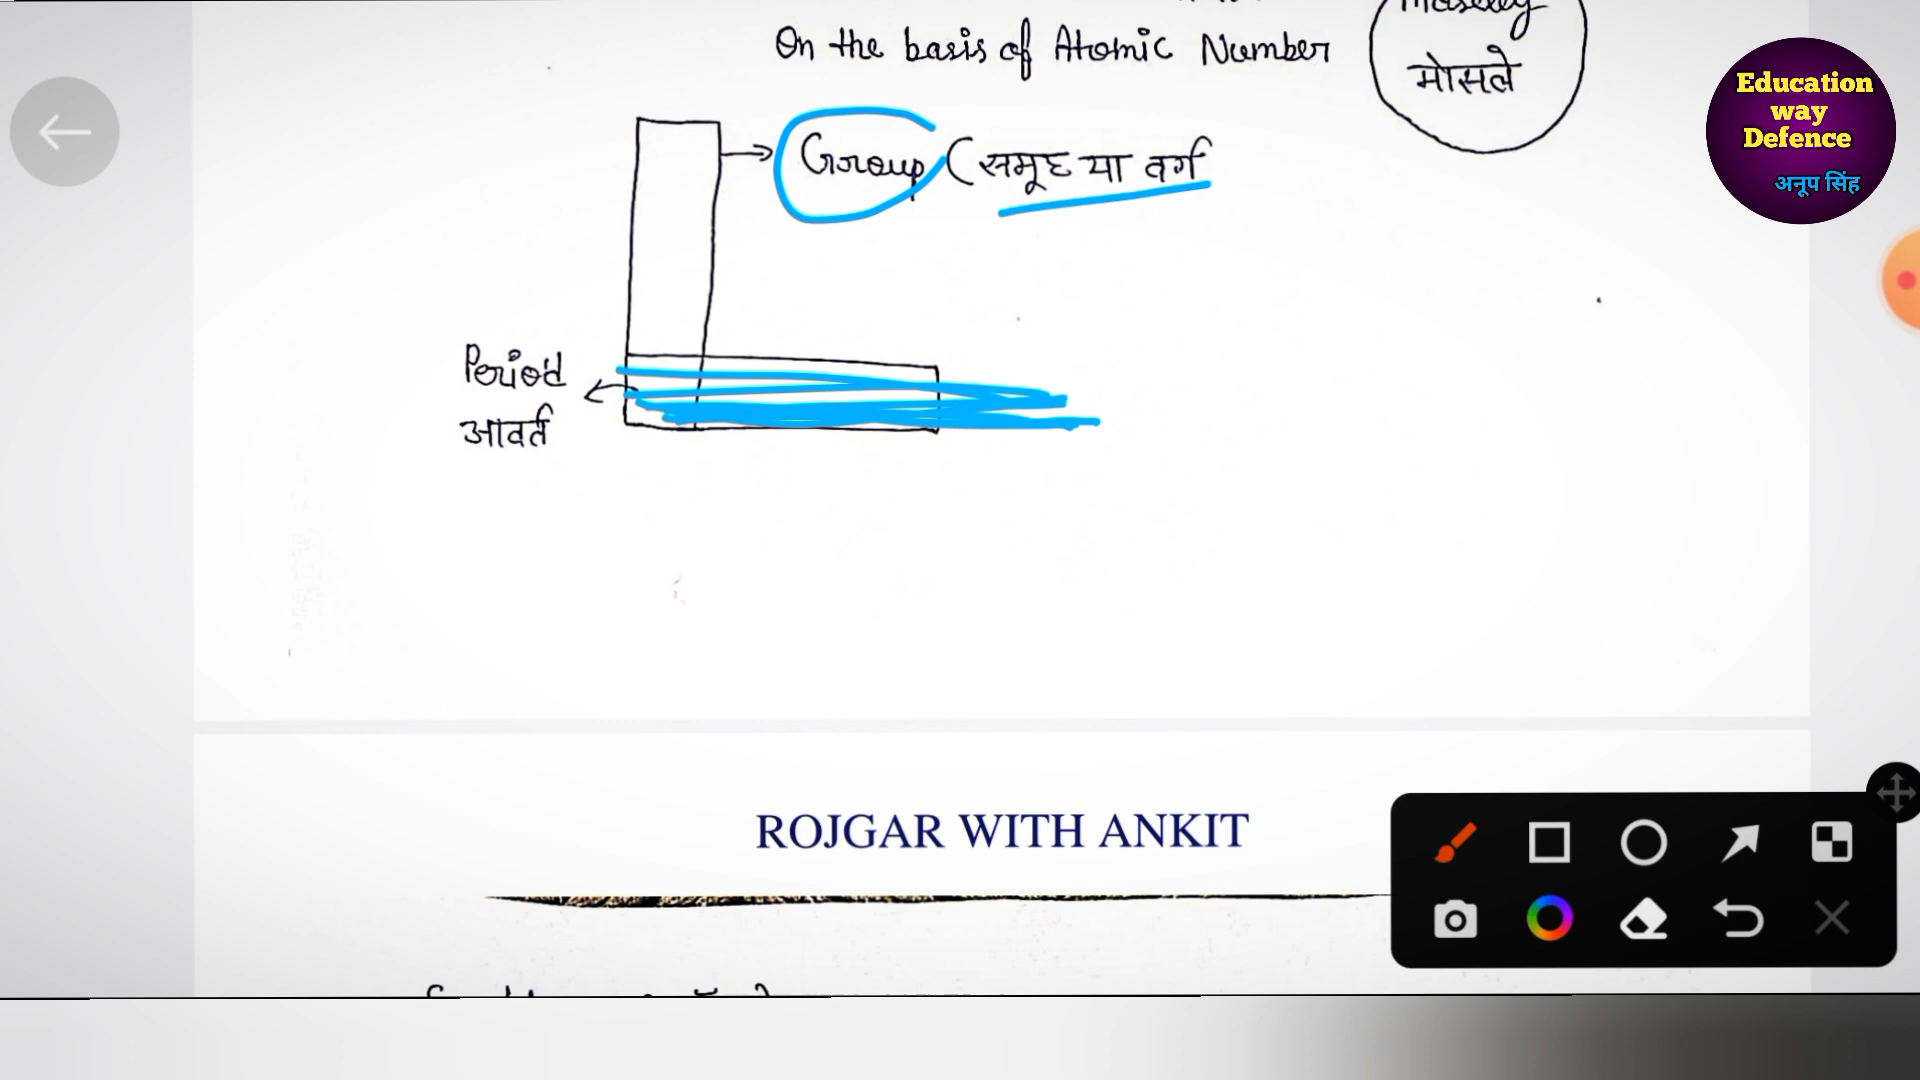 On the basis of Atomic Number
मोसले
Group (समूह या वर्ग
Period
आवर्त
ROJGAR WITH ANKIT
Education
way
Defence
अनूप सिंह